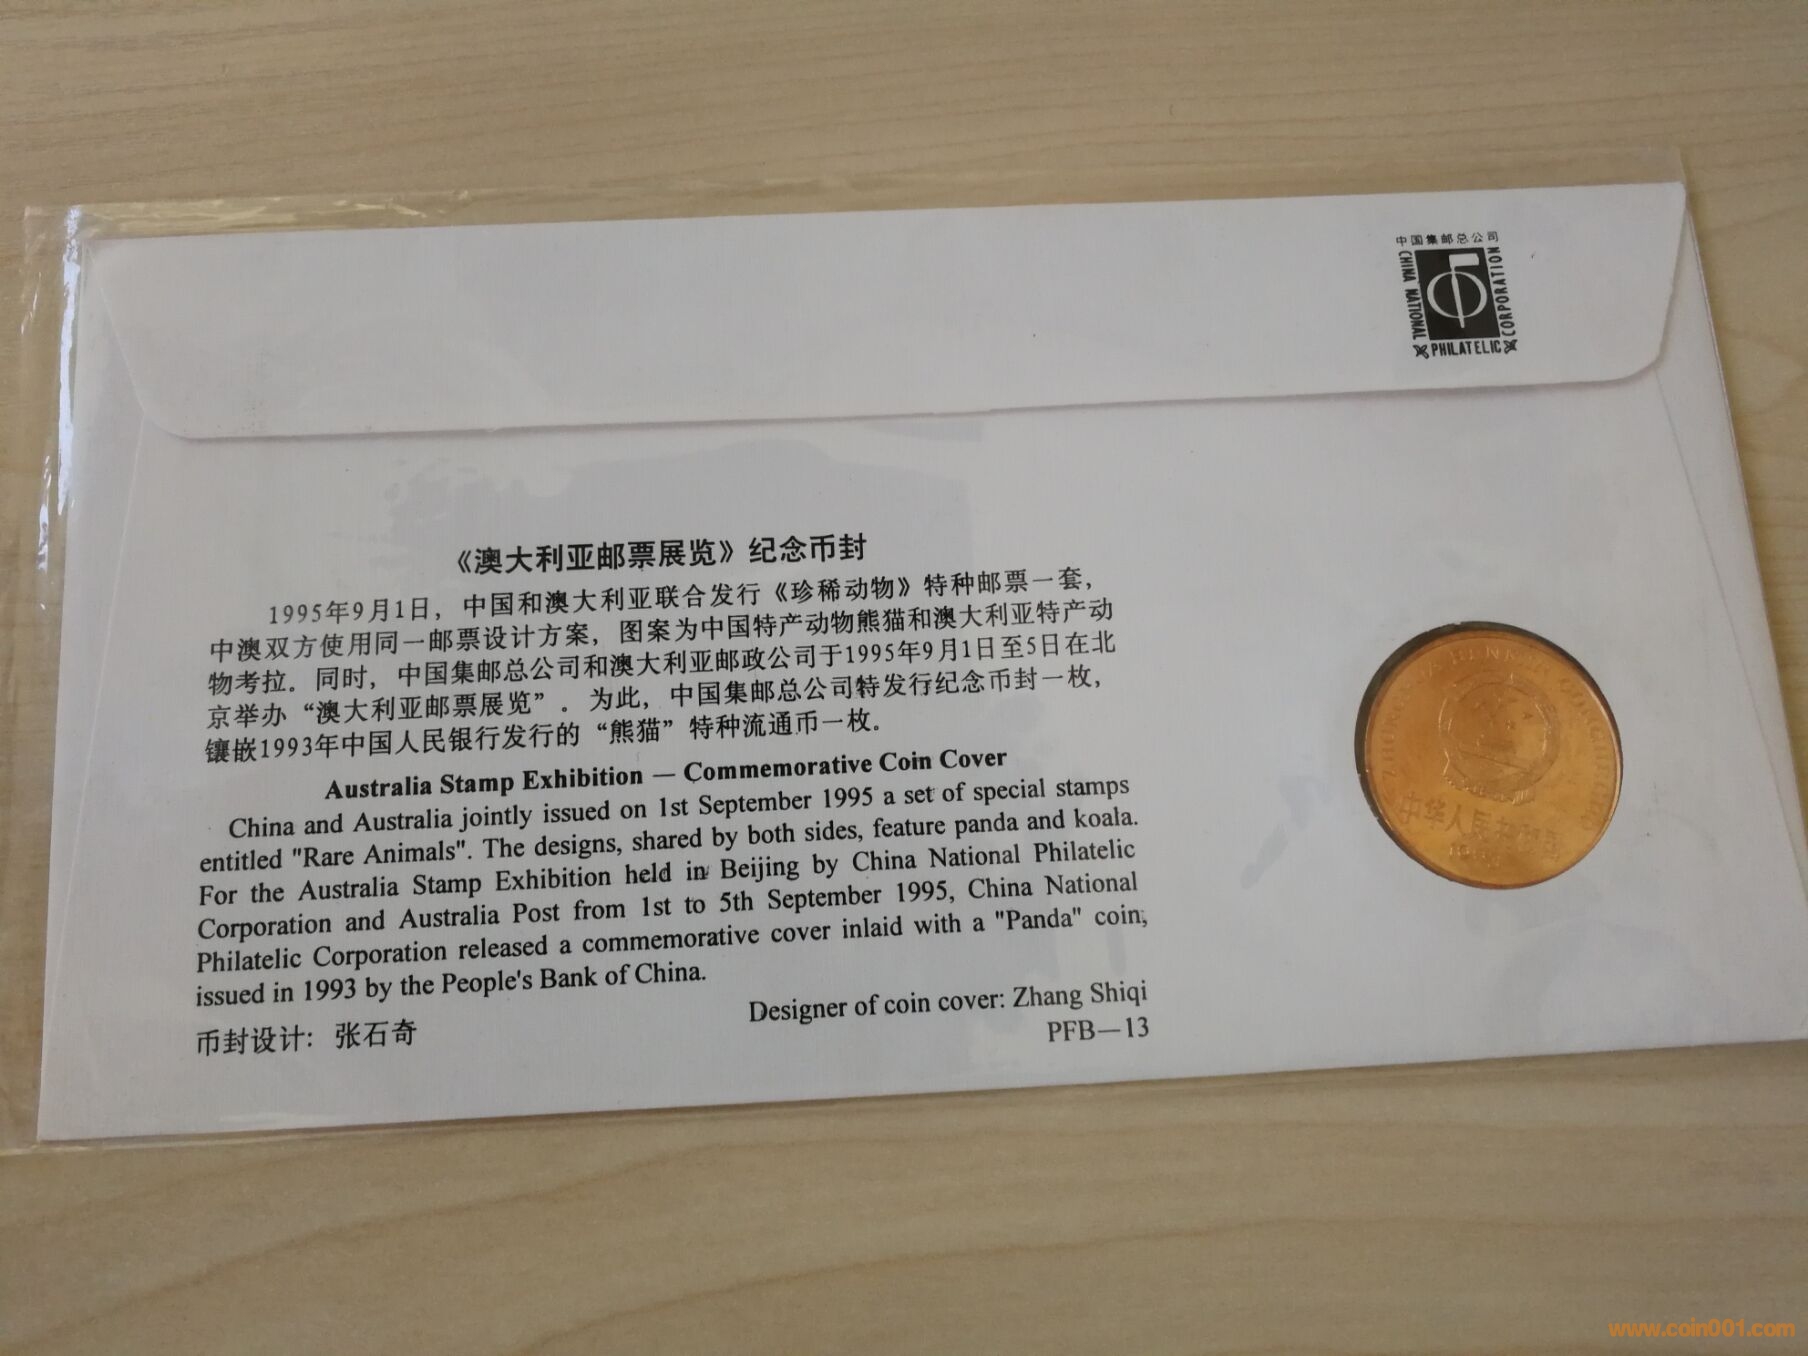 中国集邮总公司
CHINA NATIONAL
PHILATELIC
CORPORATION
《澳大利亚邮票展览》纪念币封
1995年9月1日，中国和澳大利亚联合发行《珍稀动物》特种邮票一套，
中澳双方使用同一邮票设计方案，图案为中国特产动物熊猫和澳大利亚特产动
物考拉。同时，中国集邮总公司和澳大利亚邮政公司于1995年9月1日至5日在北
京举办“澳大利亚邮票展览”。为此，中国集邮总公司特发行纪念币封一枚，
镶嵌1993年中国人民银行发行的“熊猫”特种流通币一枚。
Australia Stamp Exhibition — Commemorative Coin Cover
China and Australia jointly issued on 1st September 1995 a set of special stamps
entitled "Rare Animals". The designs, shared by both sides, feature panda and koala.
For the Australia Stamp Exhibition held in Beijing by China National Philatelic
Corporation and Australia Post from 1st to 5th September 1995, China National
Philatelic Corporation released a commemorative cover inlaid with a "Panda" coin,
issued in 1993 by the People's Bank of China.
Designer of coin cover: Zhang Shiqi
币封设计：张石奇
PFB—13
ZHONGHUA RENMIN GONGHEGUO
中华人民共和国
www.coin001.com